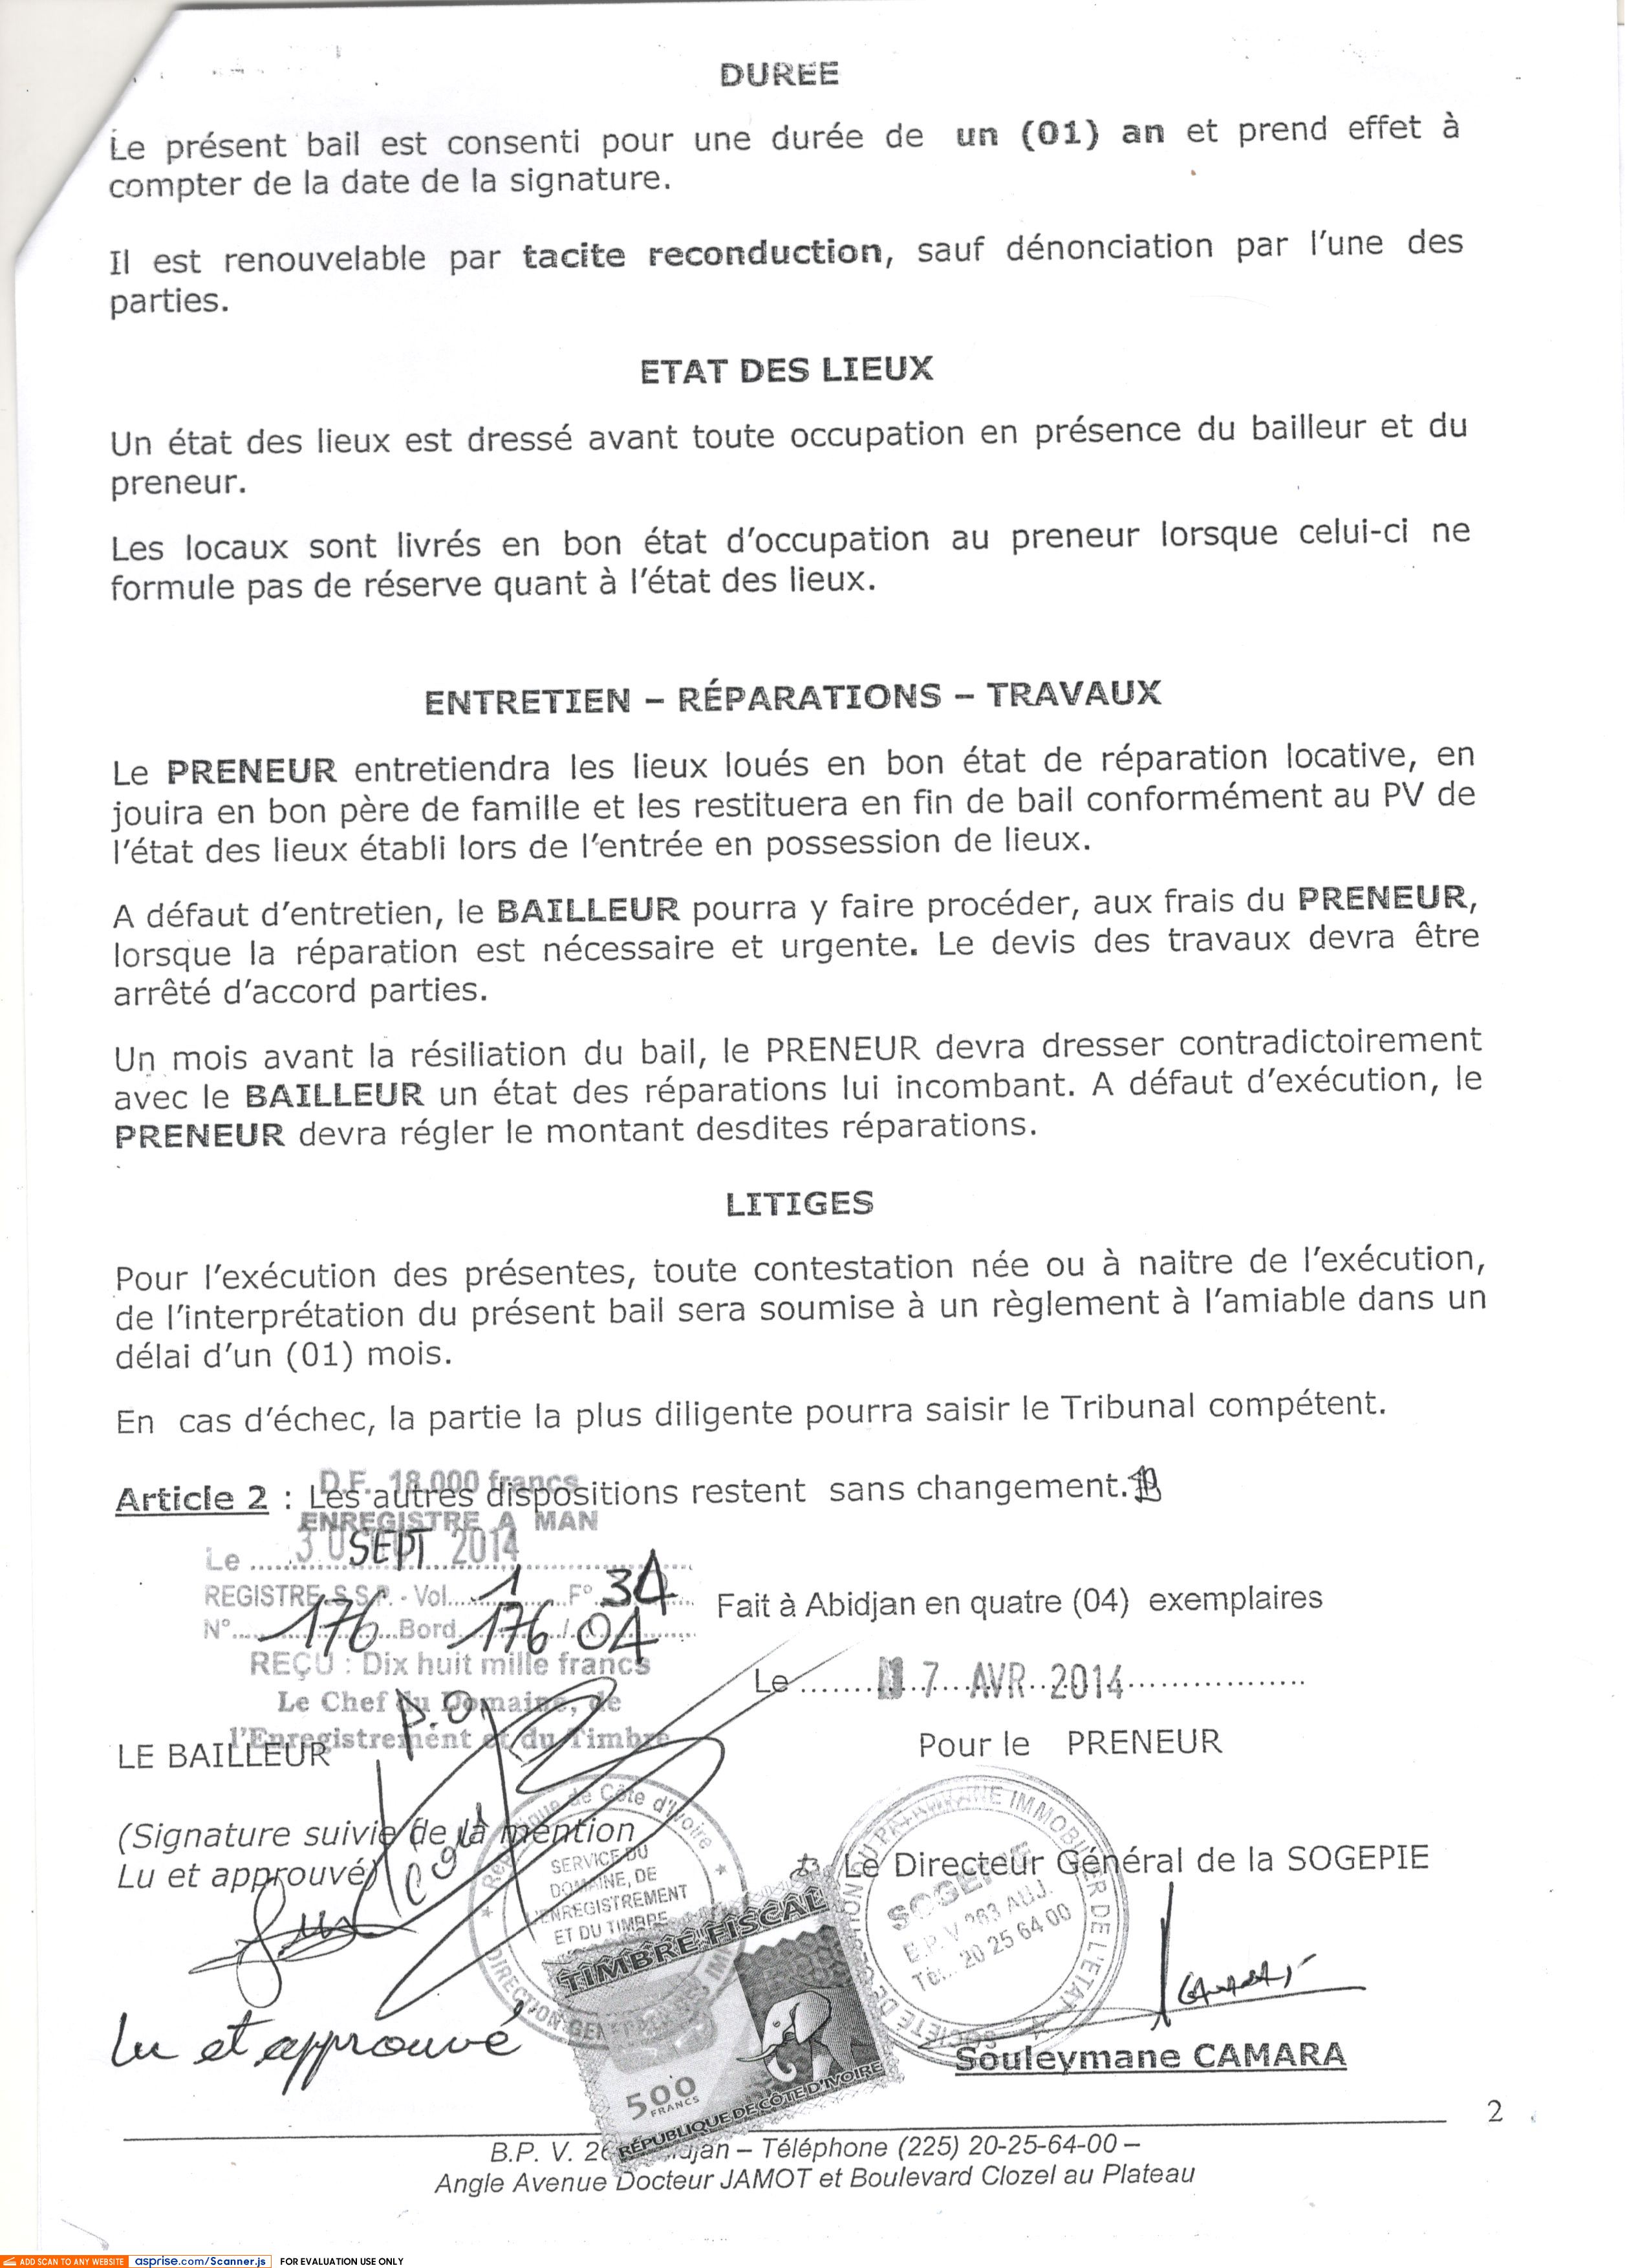 DUREE
Le présent bail est consenti pour une durée de un (01) an et prend effet à
compter de la date de la signature.
Il est renouvelable par tacite reconduction, sauf dénonciation par l'une des
parties.
ETAT DES LIEUX
Un état des lieux est dressé avant toute occupation en présence du bailleur et du
preneur.
Les locaux sont livrés en bon état d'occupation au preneur lorsque celui-ci ne
formule pas de réserve quant à l'état des lieux.
ENTRETIEN – RÉPARATIONS – TRAVAUX
Le PRENEUR entretiendra les lieux loués en bon état de réparation locative, en
jouira en bon père de famille et les restituera en fin de bail conformément au PV de
l'état des lieux établi lors de l'entrée en possession de lieux.
A défaut d'entretien, le BAILLEUR pourra y faire procéder, aux frais du PRENEUR,
lorsque la réparation est nécessaire et urgente. Le devis des travaux devra être
arrêté d'accord parties.
Un mois avant la résiliation du bail, le PRENEUR devra dresser contradictoirement
avec le BAILLEUR un état des réparations lui incombant. A défaut d'exécution, le
PRENEUR devra régler le montant desdites réparations.
LITIGES
Pour l'exécution des présentes, toute contestation née ou à naitre de l'exécution,
de l'interprétation du présent bail sera soumise à un règlement à l'amiable dans un
délai d'un (01) mois.
En cas d'échec, la partie la plus diligente pourra saisir le Tribunal compétent.
D.F. 18.000 francs
Article 2 : Les autres dispositions restent sans changement.
ENREGISTRE A MAN
Le 30 SEPT 2014
REGISTRE S.S.P. - Vol. 1 F° 34
N° 176 Bord 176 / 04
Fait à Abidjan en quatre (04) exemplaires
REÇU : Dix huit mille francs
Le 07 AVR 2014
Le Chef du Domaine, de
l'Enregistrement et du Timbre
P.O
LE BAILLEUR
Pour le PRENEUR
(Signature suivie de la mention
Lu et approuvé)
Le Directeur Général de la SOGEPIE
République de Côte d'Ivoire
SERVICE DU
DOMAINE, DE
L'ENREGISTREMENT
ET DU TIMBRE
SOCIÉTÉ DE GESTION DU PATRIMOINE IMMOBILIER DE L'ETAT
SOGEPIE
B.P. V 263 ABJ.
Tél.: 20 25 64 00
TIMBRE FISCAL
500
FRANCS
RÉPUBLIQUE DE CÔTE D'IVOIRE
Lu et approuvé
Souleymane CAMARA
2
B.P. V. 26 – Téléphone (225) 20-25-64-00 –
Angle Avenue Docteur JAMOT et Boulevard Clozel au Plateau
ADD SCAN TO ANY WEBSITE asprise.com/Scanner.js FOR EVALUATION USE ONLY